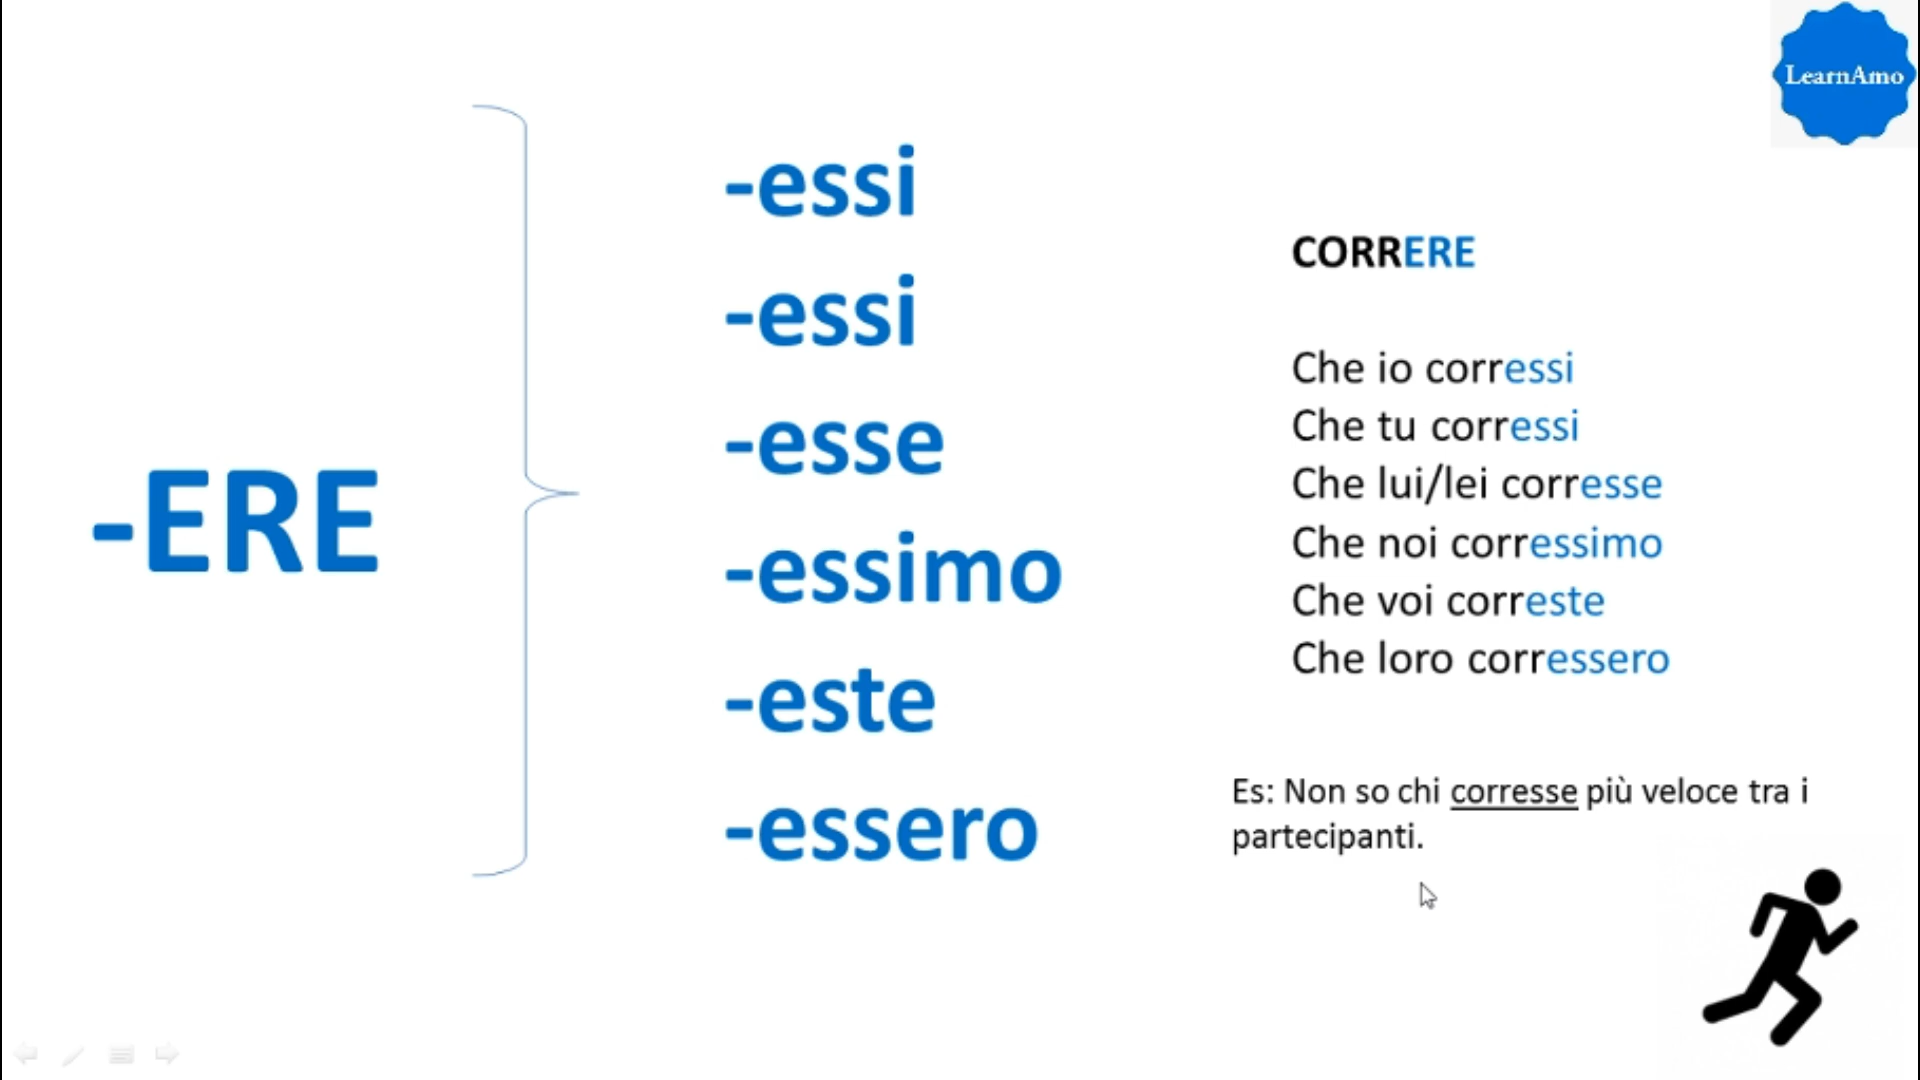 LearnAmo
-ERE
-essi
-essi
-esse
-essimo
-este
-essero
CORRERE
Che io corressi
Che tu corressi
Che lui/lei corresse
Che noi corressimo
Che voi correste
Che loro corressero
Es: Non so chi corresse più veloce tra i
partecipanti.